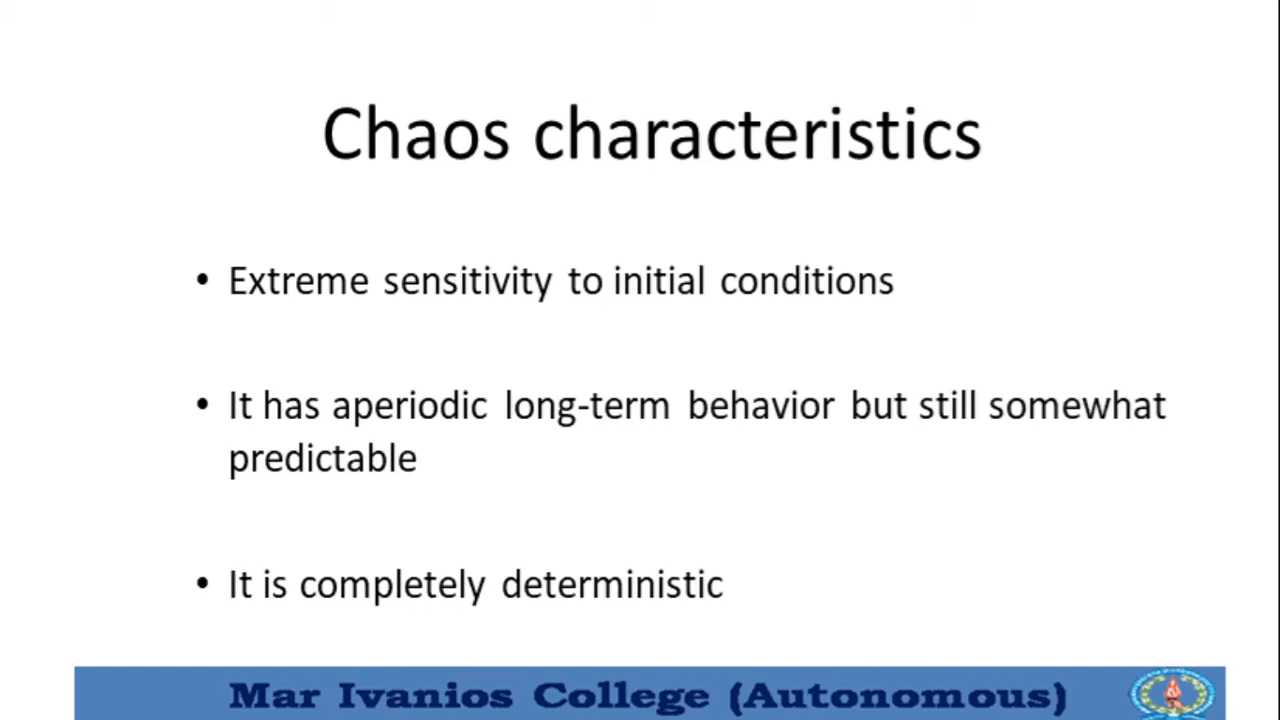 Chaos characteristics
• Extreme sensitivity to initial conditions
• It has aperiodic long-term behavior but still somewhat
predictable
• It is completely deterministic
Mar Ivanios College (Autonomous)